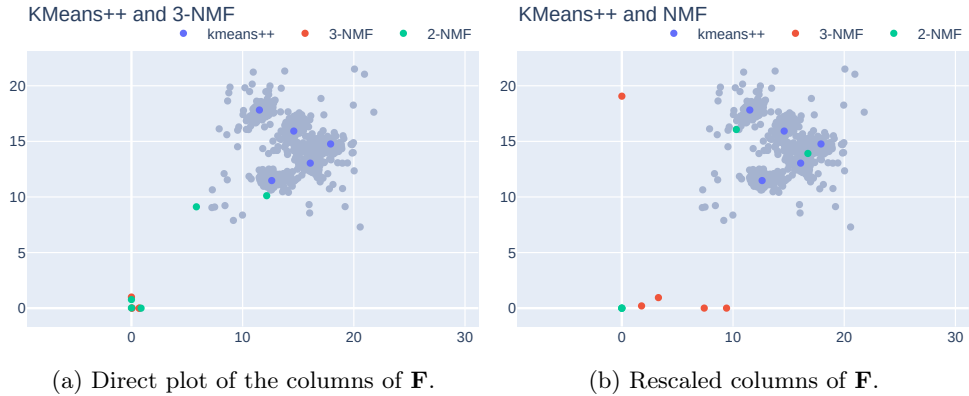 KMeans++ and 3-NMF
kmeans++ 3-NMF 2-NMF
20
15
10
5
0
0 10 20 30
(a) Direct plot of the columns of F.
KMeans++ and NMF
kmeans++ 3-NMF 2-NMF
20
15
10
5
0
0 10 20 30
(b) Rescaled columns of F.